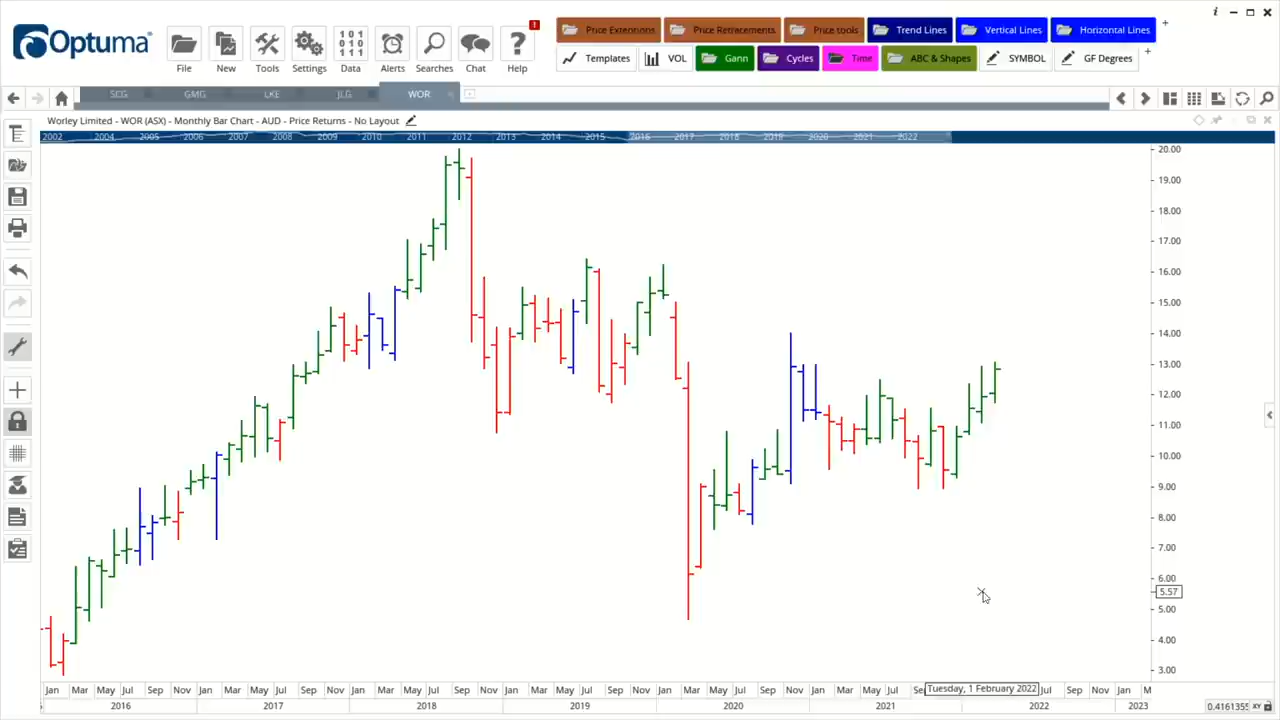 Optuma
File New Tools Settings Data Alerts Searches Chat Help
Price Extensions Price Retracements Price tools Trend Lines Vertical Lines Horizontal Lines
Templates VOL Gann Cycles Time ABC & Shapes SYMBOL GF Degrees
SCG GMG LKE JLG WOR
Worley Limited - WOR (ASX) - Monthly Bar Chart - AUD - Price Returns - No Layout
2002 2004 2005 2006 2007 2008 2009 2010 2011 2012 2013 2014 2015 2016 2017 2018 2019 2020 2021 2022
20.00
19.00
18.00
17.00
16.00
15.00
14.00
13.00
12.00
11.00
10.00
9.00
8.00
7.00
6.00
5.57
5.00
4.00
3.00
Jan Mar May Jul Sep Nov Jan Mar May Jul Sep Nov Jan Mar May Jul Sep Nov Jan Mar May Jul Sep Nov Jan Mar May Jul Sep Nov Jan Mar May Jul Tuesday, 1 February 2022 Jul Sep Nov Jan M
2016 2017 2018 2019 2020 2021 2022 2023 0.4161355 XY